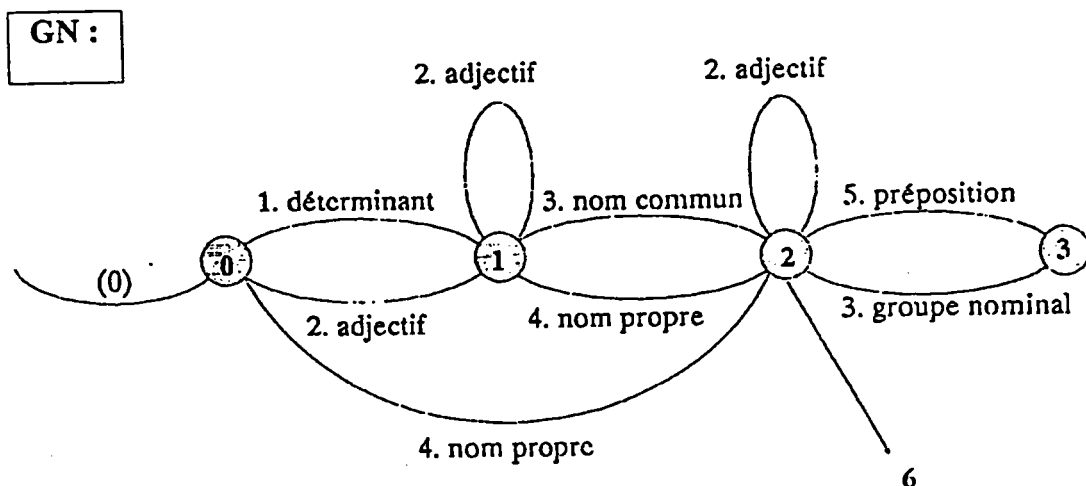 GN :
2. adjectif
2. adjectif
1. déterminant
3. nom commun
5. préposition
0
1
2
3
(0)
2. adjectif
4. nom propre
3. groupe nominal
4. nom propre
6